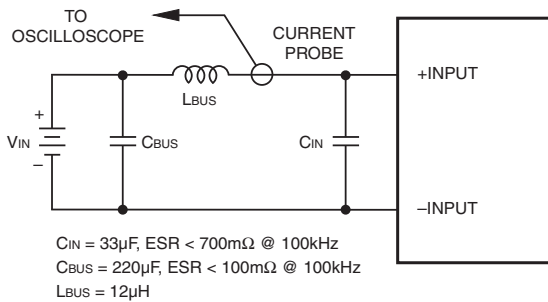 TO
OSCILLOSCOPE
CURRENT
PROBE
+INPUT
LBUS
+
VIN
–
CBUS
CIN
–INPUT
CIN = 33µF, ESR < 700mΩ @ 100kHz
CBUS = 220µF, ESR < 100mΩ @ 100kHz
LBUS = 12µH